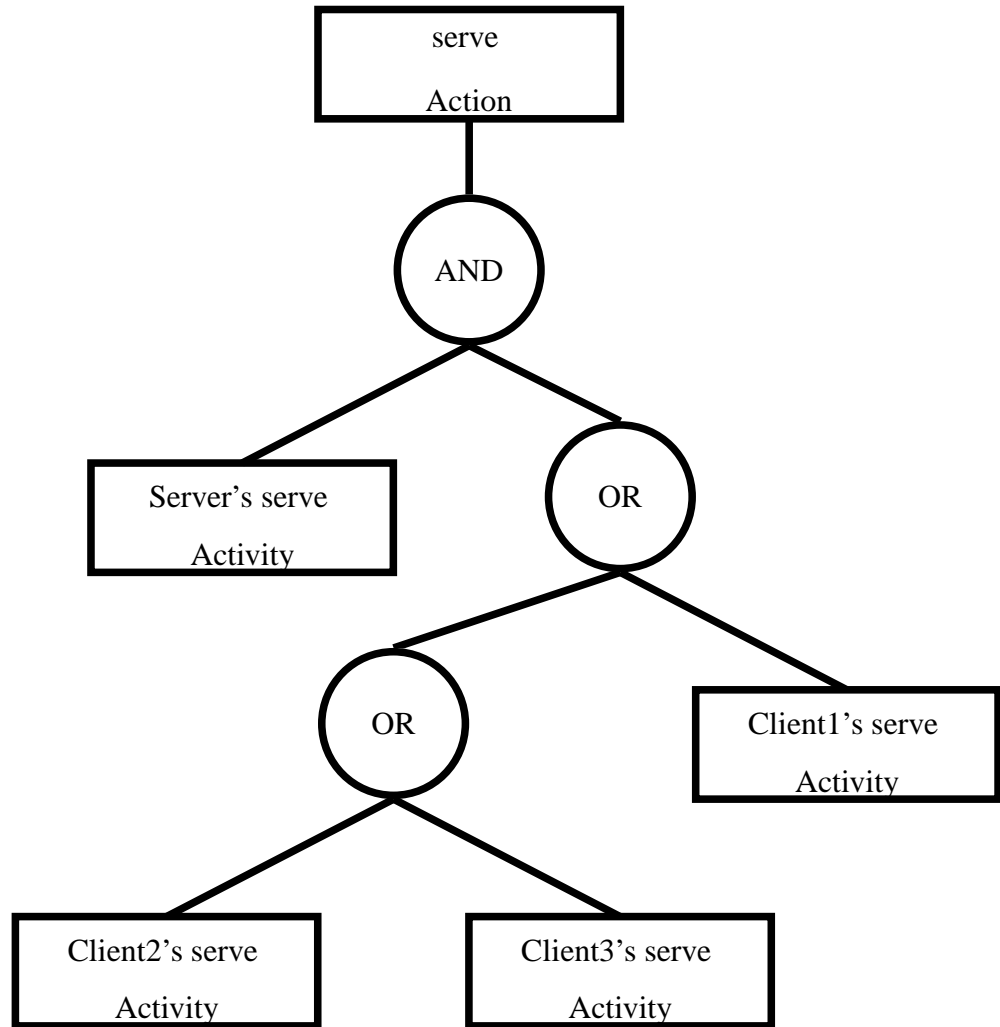 serve
Action
AND
Server’s serve
Activity
OR
OR
Client1’s serve
Activity
Client2’s serve
Activity
Client3’s serve
Activity